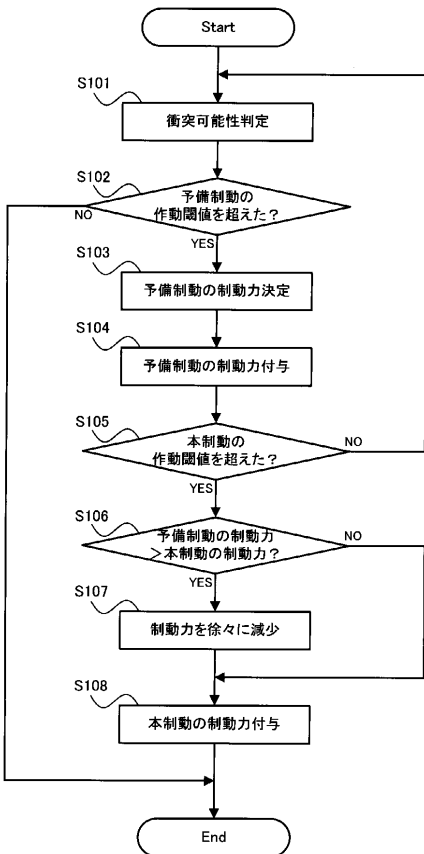 Start
S101
衝突可能性判定
S102
予備制動の
作動閾値を超えた？
NO
YES
S103
予備制動の制動力決定
S104
予備制動の制動力付与
S105
本制動の
作動閾値を超えた？
NO
YES
S106
予備制動の制動力
＞本制動の制動力？
NO
YES
S107
制動力を徐々に減少
S108
本制動の制動力付与
End